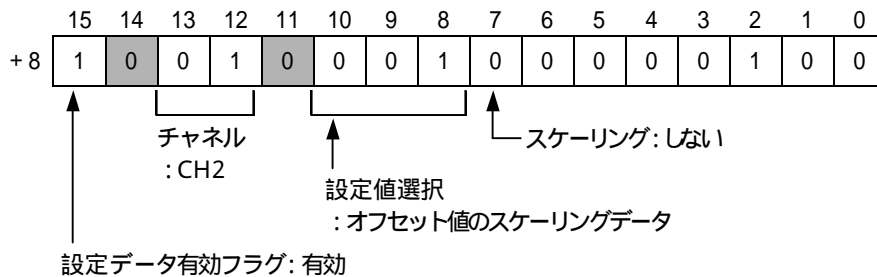 15 14 13 12 11 10 9 8 7 6 5 4 3 2 1 0
+8 1 0 0 1 0 0 0 1 0 0 0 0 0 1 0 0
チャネル
:CH2
スケーリング:しない
設定値選択
:オフセット値のスケーリングデータ
設定データ有効フラグ:有効